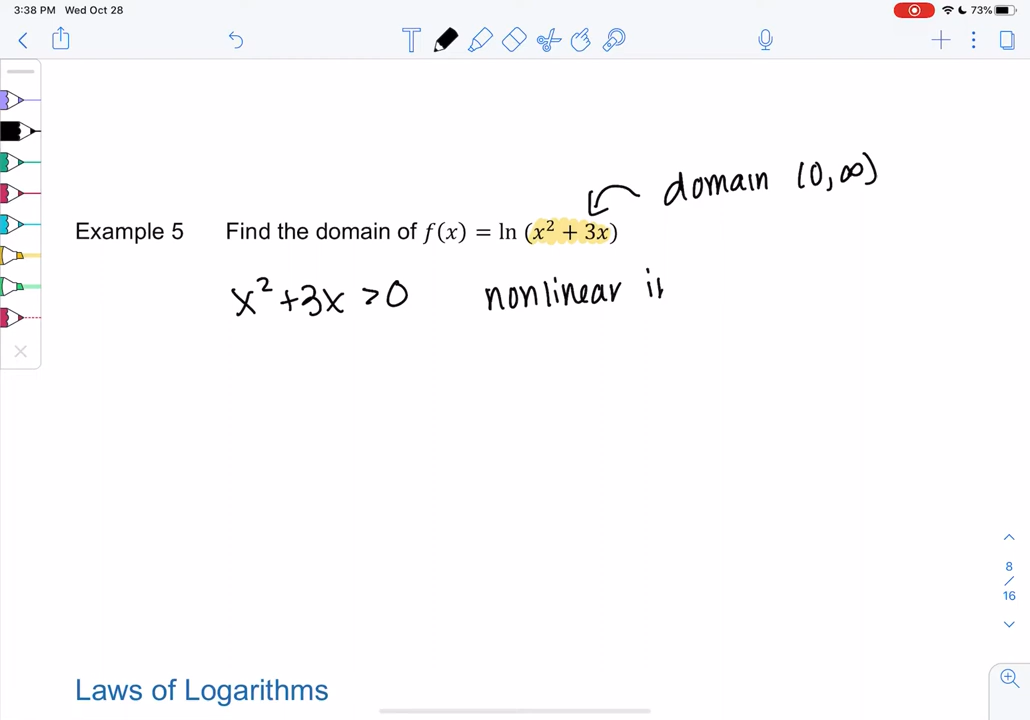 3:38 PM Wed Oct 28 73%
domain (0,∞)
Example 5 Find the domain of f(x) = ln (x² + 3x)
x²+3x >0 nonlinear
8
/
16
Laws of Logarithms